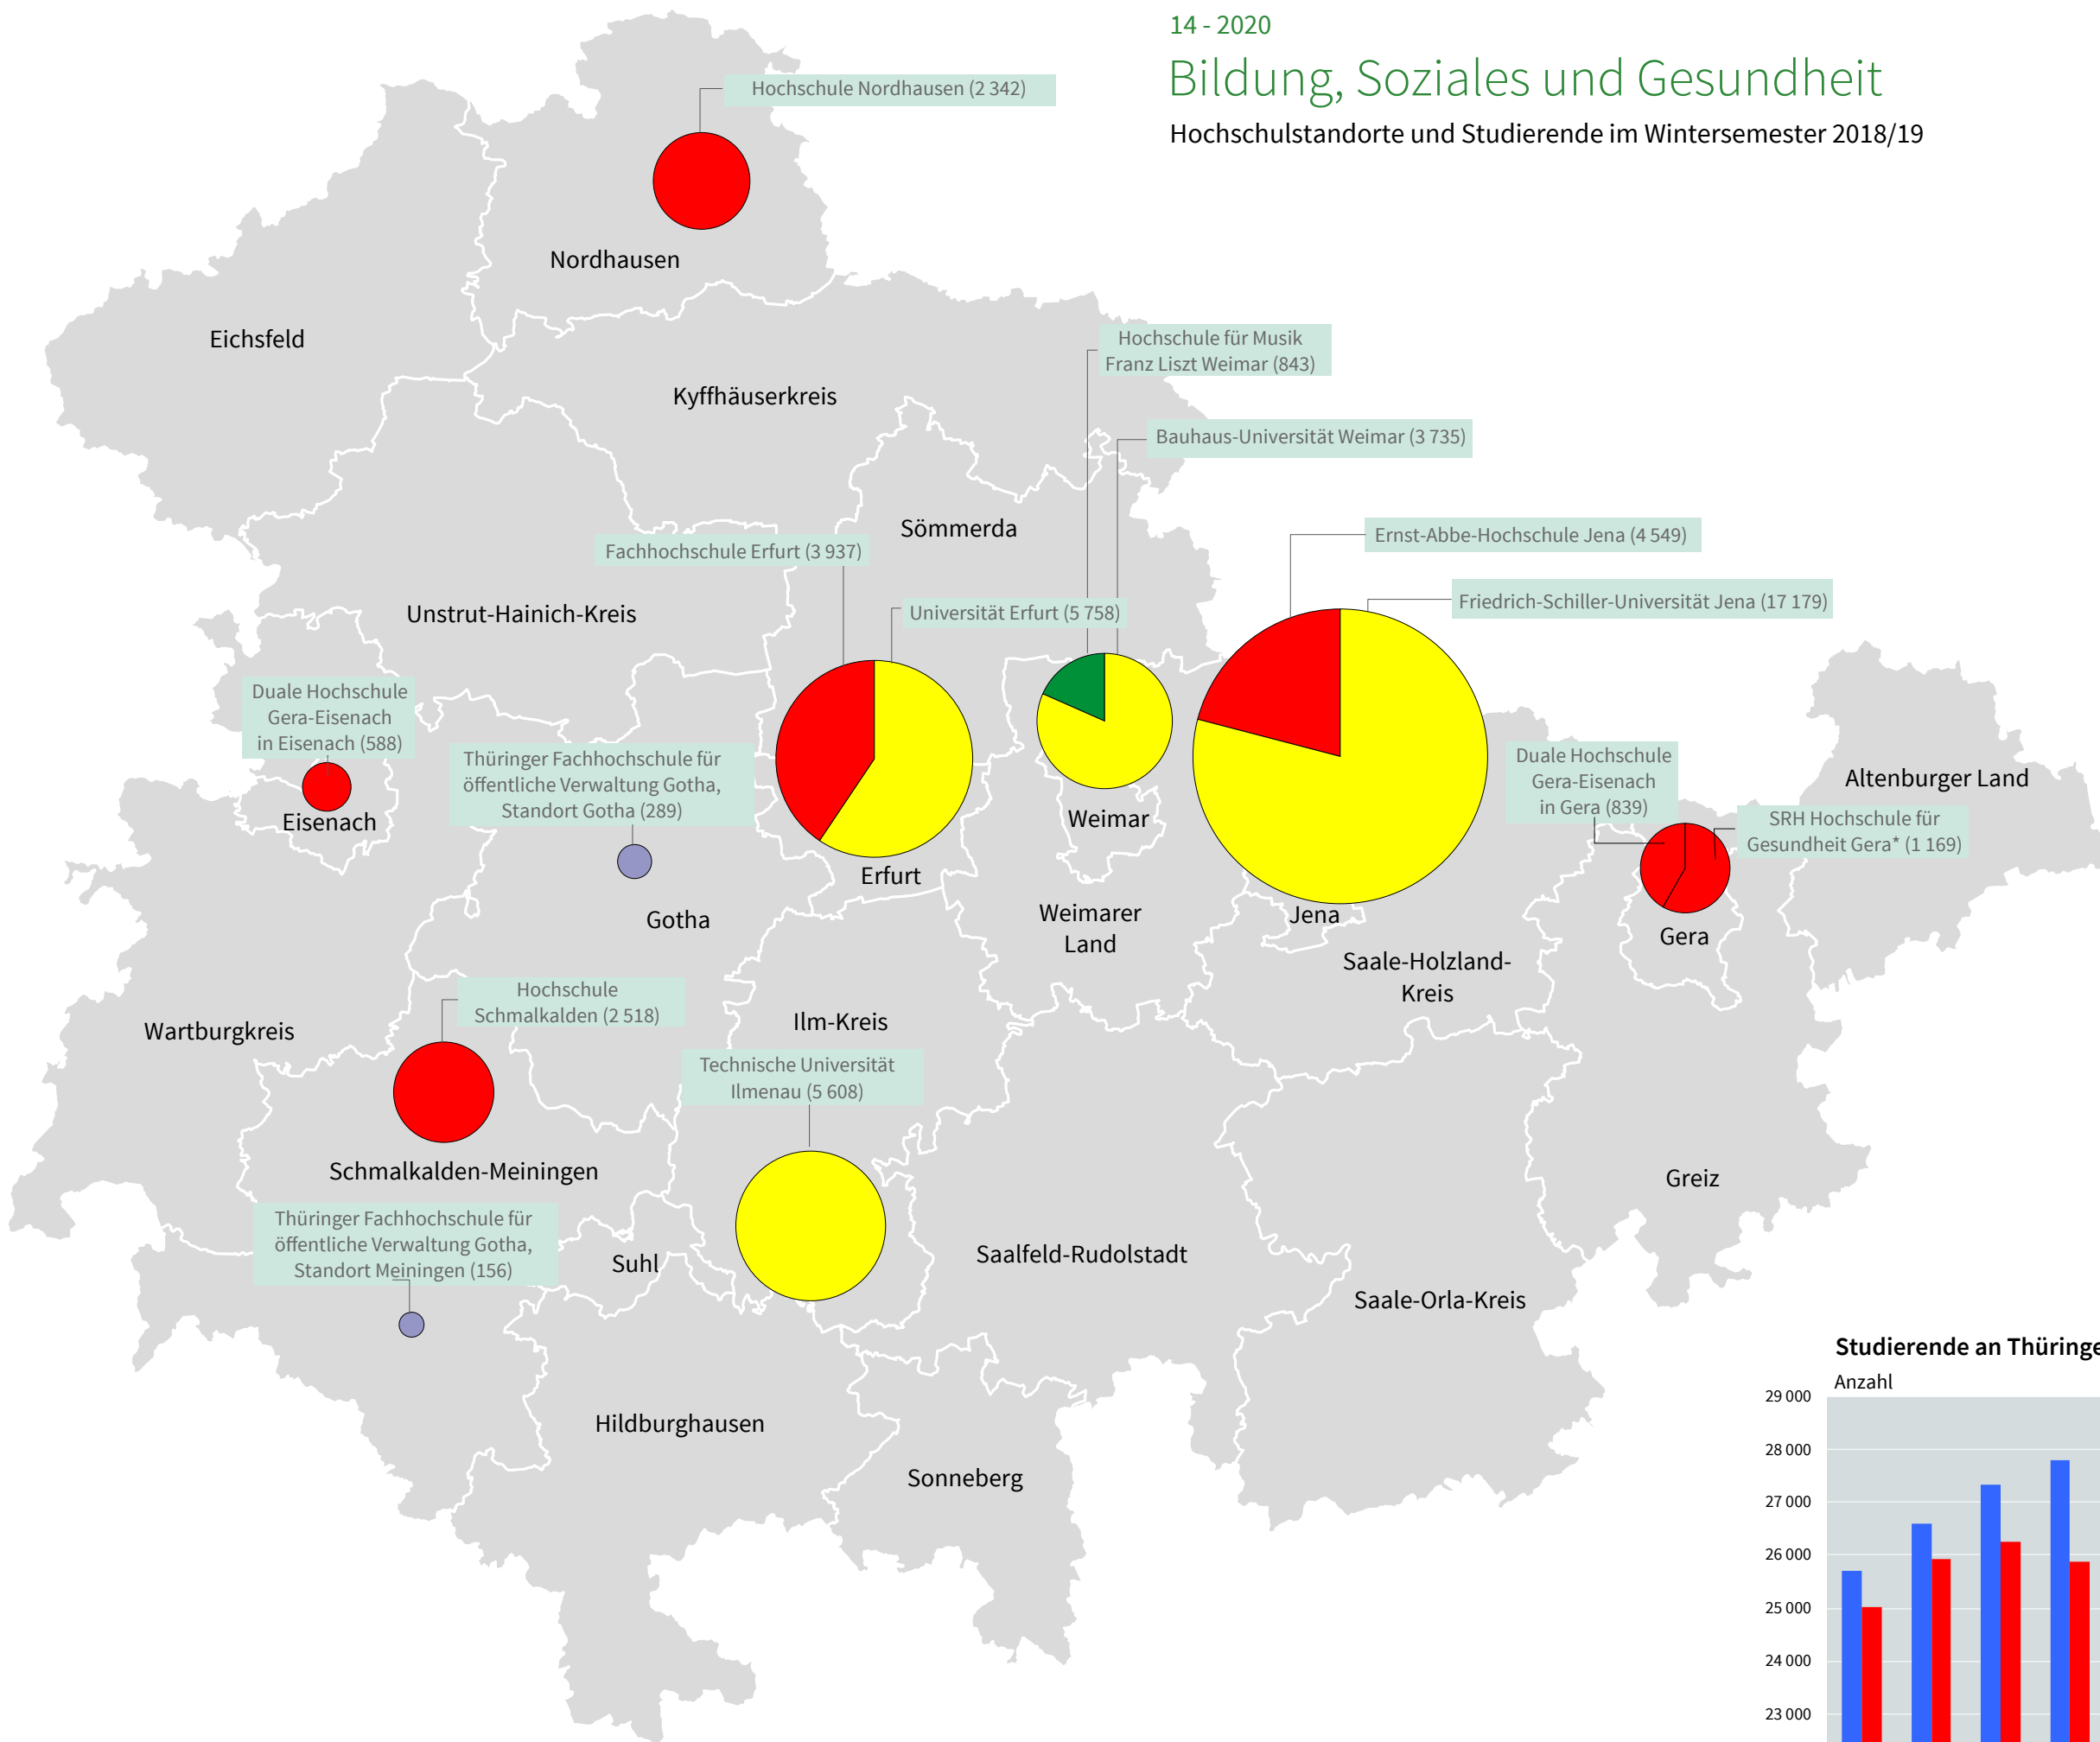 14 - 2020
Bildung, Soziales und Gesundheit
Hochschulstandorte und Studierende im Wintersemester 2018/19
Hochschule Nordhausen (2 342)
Nordhausen
Eichsfeld
Hochschule für Musik
Franz Liszt Weimar (843)
Kyffhäuserkreis
Bauhaus-Universität Weimar (3 735)
Sömmerda
Ernst-Abbe-Hochschule Jena (4 549)
Fachhochschule Erfurt (3 937)
Friedrich-Schiller-Universität Jena (17 179)
Unstrut-Hainich-Kreis
Universität Erfurt (5 758)
Duale Hochschule
Gera-Eisenach
in Eisenach (588)
Eisenach
Thüringer Fachhochschule für
öffentliche Verwaltung Gotha,
Standort Gotha (289)
Duale Hochschule
Gera-Eisenach
in Gera (839)
Altenburger Land
Weimar
SRH Hochschule für
Gesundheit Gera* (1 169)
Erfurt
Gotha
Weimarer
Land
Jena
Gera
Saale-Holzland-
Kreis
Hochschule
Schmalkalden (2 518)
Wartburgkreis
Ilm-Kreis
Technische Universität
Ilmenau (5 608)
Schmalkalden-Meiningen
Greiz
Thüringer Fachhochschule für
öffentliche Verwaltung Gotha,
Standort Meiningen (156)
Suhl
Saalfeld-Rudolstadt
Saale-Orla-Kreis
Hildburghausen
Sonneberg
Studierende an Thüringe
Anzahl
29 000
28 000
27 000
26 000
25 000
24 000
23 000